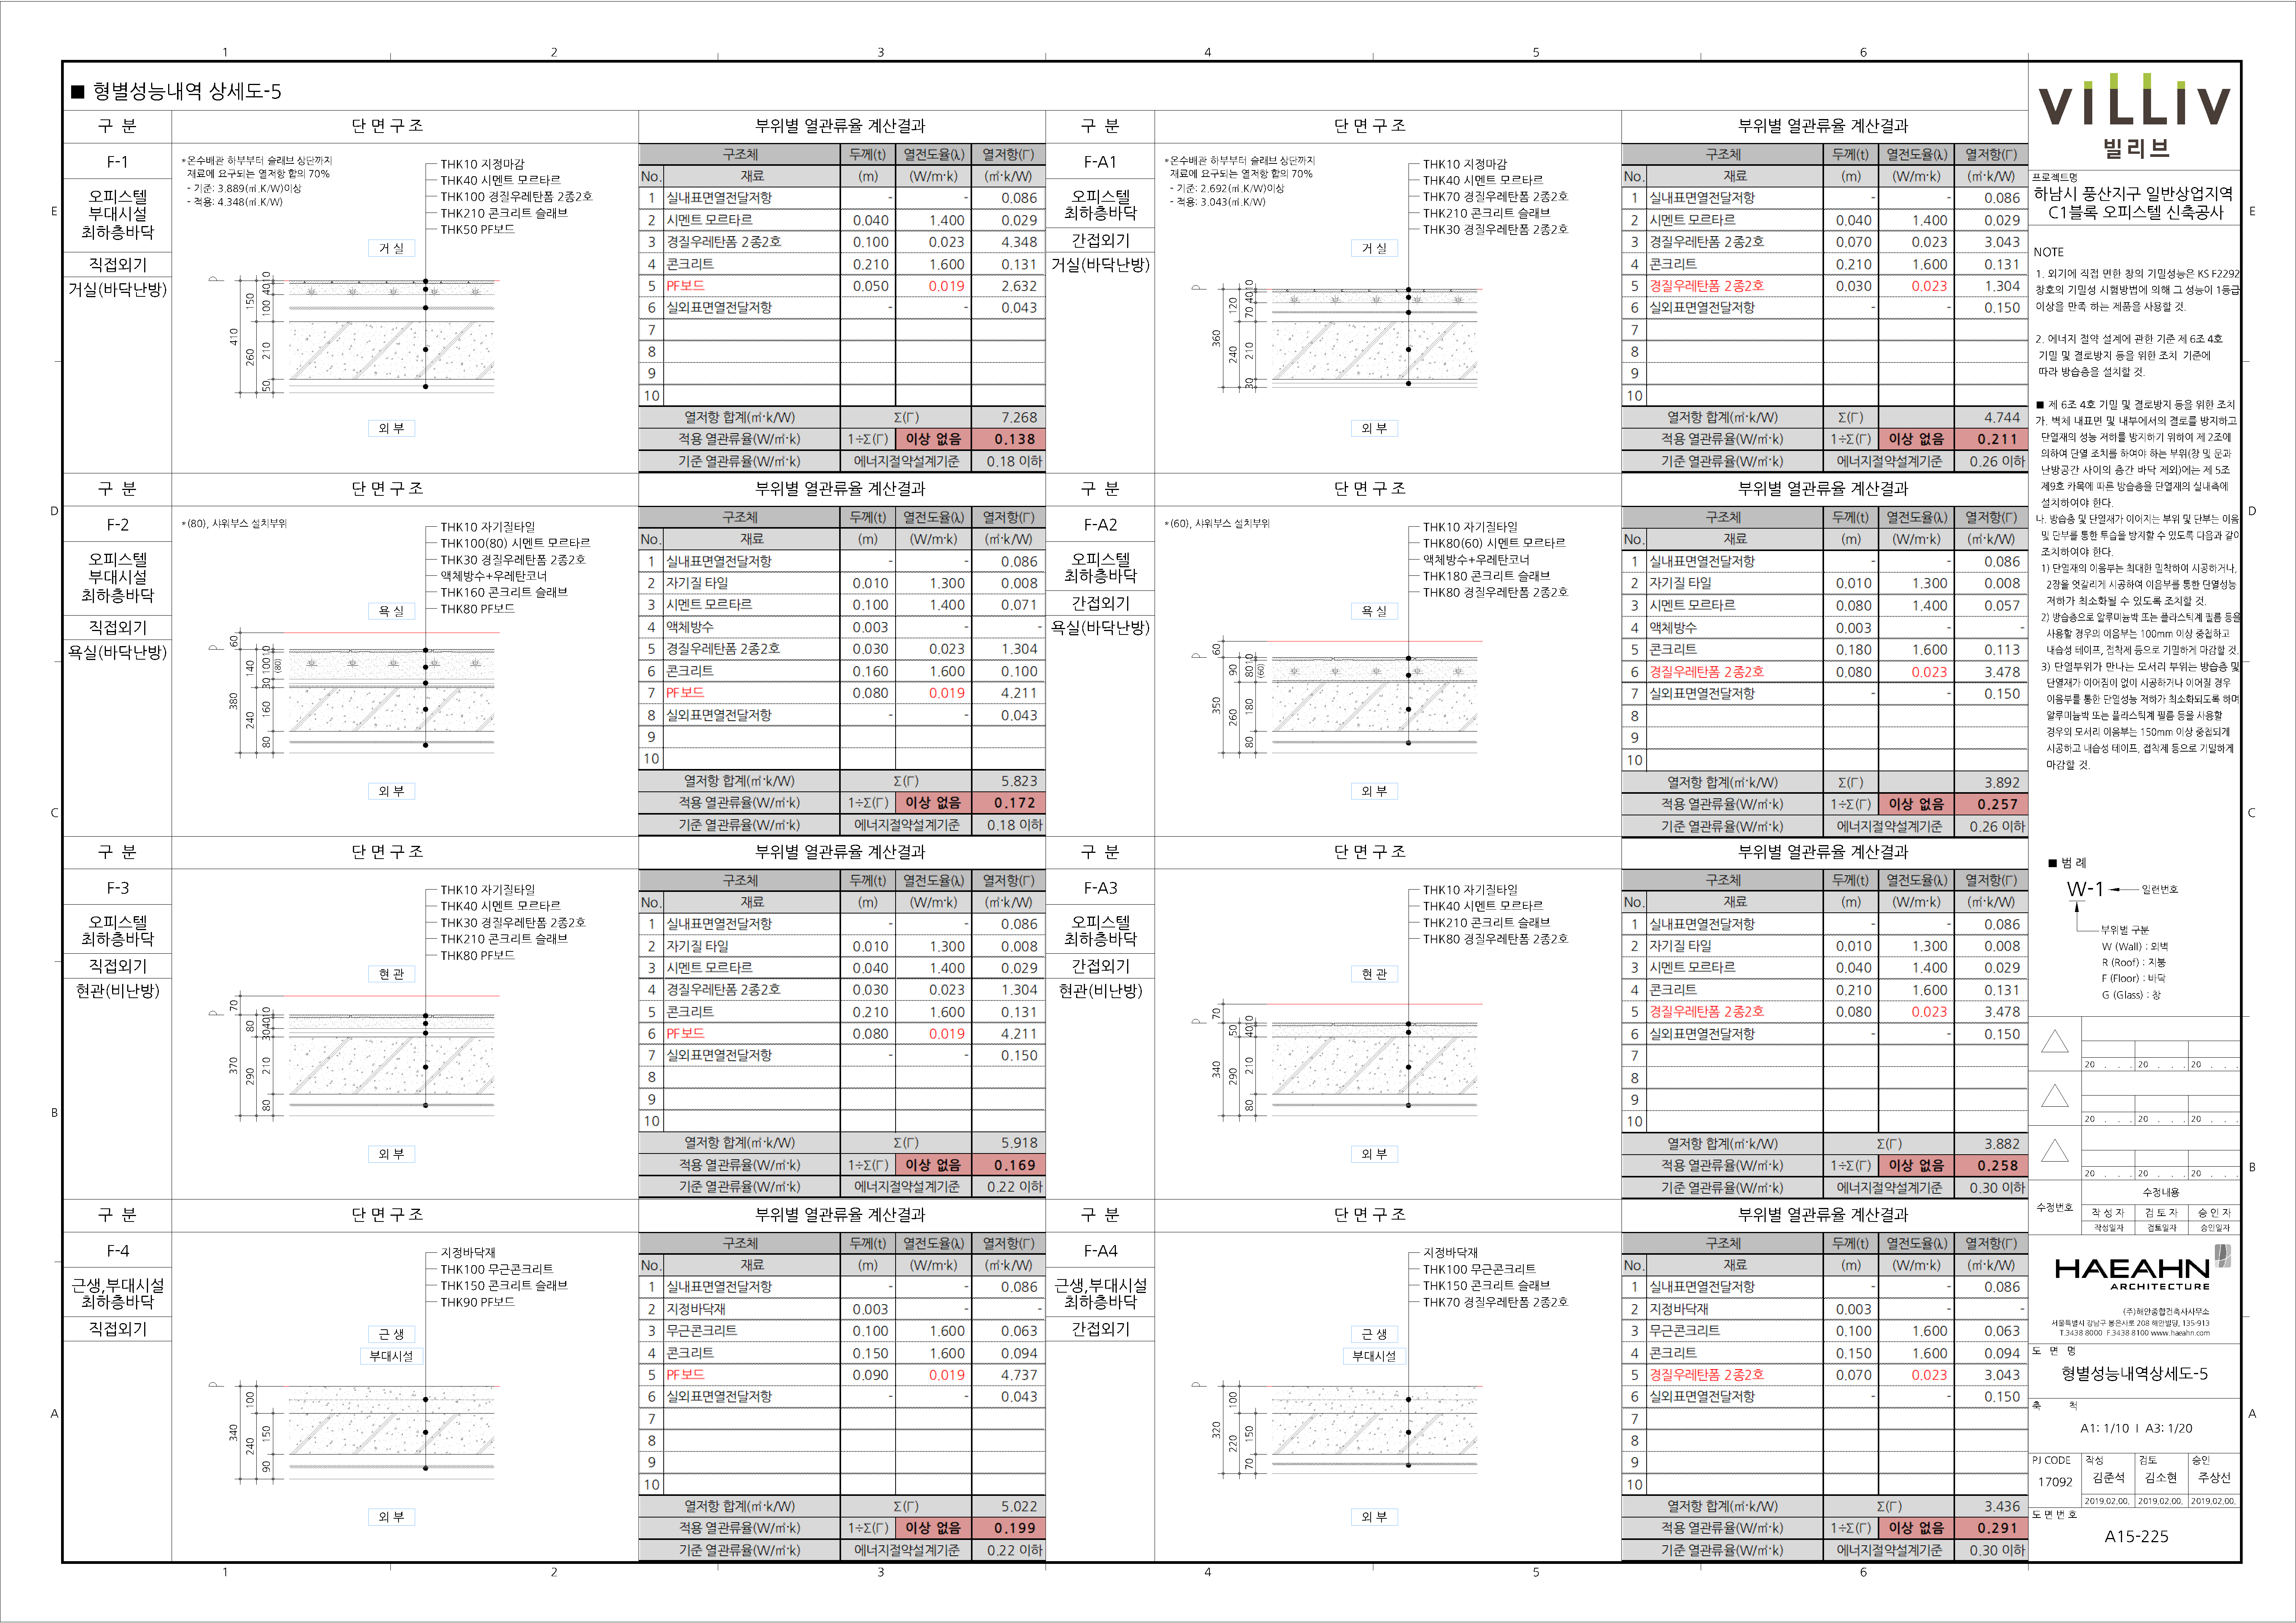 1 2 3 4 5 6
■ 형별성능내역 상세도-5
구 분 단 면 구 조 부위별 열관류율 계산결과
F-1
오피스텔
부대시설
최하층바닥
직접외기
거실(바닥난방)
*온수배관 하부부터 슬래브 상단까지
재료에 요구되는 열저항 합의 70%
- 기준: 3.889(㎡.K/W)이상
- 적용: 4.348(㎡.K/W)
THK10 지정마감
THK40 시멘트 모르타르
THK100 경질우레탄폼 2종2호
THK210 콘크리트 슬래브
THK50 PF보드
거 실
410 150 260 100 40 10 210 50
외 부
구조체 두께(t) 열전도율(λ) 열저항(Γ)
No. 재료 (m) (W/m·k) (㎡·k/W)
1 실내표면열전달저항 - - 0.086
2 시멘트 모르타르 0.040 1.400 0.029
3 경질우레탄폼 2종2호 0.100 0.023 4.348
4 콘크리트 0.210 1.600 0.131
5 PF보드 0.050 0.019 2.632
6 실외표면열전달저항 - - 0.043
7
8
9
10
열저항 합계(㎡·k/W) Σ(Γ) 7.268
적용 열관류율(W/㎡·k) 1÷Σ(Γ) 이상 없음 0.138
기준 열관류율(W/㎡·k) 에너지절약설계기준 0.18 이하
구 분 단 면 구 조 부위별 열관류율 계산결과
F-A1
오피스텔
최하층바닥
간접외기
거실(바닥난방)
*온수배관 하부부터 슬래브 상단까지
재료에 요구되는 열저항 합의 70%
- 기준: 2.692(㎡.K/W)이상
- 적용: 3.043(㎡.K/W)
THK10 지정마감
THK40 시멘트 모르타르
THK70 경질우레탄폼 2종2호
THK210 콘크리트 슬래브
THK30 경질우레탄폼 2종2호
거 실
360 120 240 70 40 10 210 30
외 부
구조체 두께(t) 열전도율(λ) 열저항(Γ)
No. 재료 (m) (W/m·k) (㎡·k/W)
1 실내표면열전달저항 - - 0.086
2 시멘트 모르타르 0.040 1.400 0.029
3 경질우레탄폼 2종2호 0.070 0.023 3.043
4 콘크리트 0.210 1.600 0.131
5 경질우레탄폼 2종2호 0.030 0.023 1.304
6 실외표면열전달저항 - - 0.150
7
8
9
10
열저항 합계(㎡·k/W) Σ(Γ) 4.744
적용 열관류율(W/㎡·k) 1÷Σ(Γ) 이상 없음 0.211
기준 열관류율(W/㎡·k) 에너지절약설계기준 0.26 이하
구 분 단 면 구 조 부위별 열관류율 계산결과
F-2
오피스텔
부대시설
최하층바닥
직접외기
욕실(바닥난방)
*(80), 샤워부스 설치부위
THK10 자기질타일
THK100(80) 시멘트 모르타르
THK30 경질우레탄폼 2종2호
액체방수+우레탄코너
THK160 콘크리트 슬래브
THK80 PF보드
욕 실
60 380 140 240 30 100 10 (80) 160 80
외 부
구조체 두께(t) 열전도율(λ) 열저항(Γ)
No. 재료 (m) (W/m·k) (㎡·k/W)
1 실내표면열전달저항 - - 0.086
2 자기질 타일 0.010 1.300 0.008
3 시멘트 모르타르 0.100 1.400 0.071
4 액체방수 0.003 - -
5 경질우레탄폼 2종2호 0.030 0.023 1.304
6 콘크리트 0.160 1.600 0.100
7 PF보드 0.080 0.019 4.211
8 실외표면열전달저항 - - 0.043
9
10
열저항 합계(㎡·k/W) Σ(Γ) 5.823
적용 열관류율(W/㎡·k) 1÷Σ(Γ) 이상 없음 0.172
기준 열관류율(W/㎡·k) 에너지절약설계기준 0.18 이하
구 분 단 면 구 조 부위별 열관류율 계산결과
F-A2
오피스텔
최하층바닥
간접외기
욕실(바닥난방)
*(60), 샤워부스 설치부위
THK10 자기질타일
THK80(60) 시멘트 모르타르
액체방수+우레탄코너
THK180 콘크리트 슬래브
THK80 경질우레탄폼 2종2호
욕 실
60 350 90 260 80 10 (60) 180 80
외 부
구조체 두께(t) 열전도율(λ) 열저항(Γ)
No. 재료 (m) (W/m·k) (㎡·k/W)
1 실내표면열전달저항 - - 0.086
2 자기질 타일 0.010 1.300 0.008
3 시멘트 모르타르 0.080 1.400 0.057
4 액체방수 0.003 - -
5 콘크리트 0.180 1.600 0.113
6 경질우레탄폼 2종2호 0.080 0.023 3.478
7 실외표면열전달저항 - - 0.150
8
9
10
열저항 합계(㎡·k/W) Σ(Γ) 3.892
적용 열관류율(W/㎡·k) 1÷Σ(Γ) 이상 없음 0.257
기준 열관류율(W/㎡·k) 에너지절약설계기준 0.26 이하
구 분 단 면 구 조 부위별 열관류율 계산결과
F-3
오피스텔
최하층바닥
직접외기
현관(비난방)
THK10 자기질타일
THK40 시멘트 모르타르
THK30 경질우레탄폼 2종2호
THK210 콘크리트 슬래브
THK80 PF보드
현 관
70 370 80 290 30 40 10 210 80
외 부
구조체 두께(t) 열전도율(λ) 열저항(Γ)
No. 재료 (m) (W/m·k) (㎡·k/W)
1 실내표면열전달저항 - - 0.086
2 자기질 타일 0.010 1.300 0.008
3 시멘트 모르타르 0.040 1.400 0.029
4 경질우레탄폼 2종2호 0.030 0.023 1.304
5 콘크리트 0.210 1.600 0.131
6 PF보드 0.080 0.019 4.211
7 실외표면열전달저항 - - 0.150
8
9
10
열저항 합계(㎡·k/W) Σ(Γ) 5.918
적용 열관류율(W/㎡·k) 1÷Σ(Γ) 이상 없음 0.169
기준 열관류율(W/㎡·k) 에너지절약설계기준 0.22 이하
구 분 단 면 구 조 부위별 열관류율 계산결과
F-A3
오피스텔
최하층바닥
간접외기
현관(비난방)
THK10 자기질타일
THK40 시멘트 모르타르
THK210 콘크리트 슬래브
THK80 경질우레탄폼 2종2호
현 관
70 340 50 290 40 10 210 80
외 부
구조체 두께(t) 열전도율(λ) 열저항(Γ)
No. 재료 (m) (W/m·k) (㎡·k/W)
1 실내표면열전달저항 - - 0.086
2 자기질 타일 0.010 1.300 0.008
3 시멘트 모르타르 0.040 1.400 0.029
4 콘크리트 0.210 1.600 0.131
5 경질우레탄폼 2종2호 0.080 0.023 3.478
6 실외표면열전달저항 - - 0.150
7
8
9
10
열저항 합계(㎡·k/W) Σ(Γ) 3.882
적용 열관류율(W/㎡·k) 1÷Σ(Γ) 이상 없음 0.258
기준 열관류율(W/㎡·k) 에너지절약설계기준 0.30 이하
구 분 단 면 구 조 부위별 열관류율 계산결과
F-4
근생,부대시설
최하층바닥
직접외기
지정바닥재
THK100 무근콘크리트
THK150 콘크리트 슬래브
THK90 PF보드
근 생
부대시설
340 240 100 150 90
외 부
구조체 두께(t) 열전도율(λ) 열저항(Γ)
No. 재료 (m) (W/m·k) (㎡·k/W)
1 실내표면열전달저항 - - 0.086
2 지정바닥재 0.003 - -
3 무근콘크리트 0.100 1.600 0.063
4 콘크리트 0.150 1.600 0.094
5 PF보드 0.090 0.019 4.737
6 실외표면열전달저항 - - 0.043
7
8
9
10
열저항 합계(㎡·k/W) Σ(Γ) 5.022
적용 열관류율(W/㎡·k) 1÷Σ(Γ) 이상 없음 0.199
기준 열관류율(W/㎡·k) 에너지절약설계기준 0.22 이하
구 분 단 면 구 조 부위별 열관류율 계산결과
F-A4
근생,부대시설
최하층바닥
간접외기
지정바닥재
THK100 무근콘크리트
THK150 콘크리트 슬래브
THK70 경질우레탄폼 2종2호
근 생
부대시설
320 220 100 150 70
외 부
구조체 두께(t) 열전도율(λ) 열저항(Γ)
No. 재료 (m) (W/m·k) (㎡·k/W)
1 실내표면열전달저항 - - 0.086
2 지정바닥재 0.003 - -
3 무근콘크리트 0.100 1.600 0.063
4 콘크리트 0.150 1.600 0.094
5 경질우레탄폼 2종2호 0.070 0.023 3.043
6 실외표면열전달저항 - - 0.150
7
8
9
10
열저항 합계(㎡·k/W) Σ(Γ) 3.436
적용 열관류율(W/㎡·k) 1÷Σ(Γ) 이상 없음 0.291
기준 열관류율(W/㎡·k) 에너지절약설계기준 0.30 이하
ViLLiV
빌리브
프로젝트명
하남시 풍산지구 일반상업지역
C1블록 오피스텔 신축공사
NOTE
1. 외기에 직접 면한 창의 기밀성능은 KS F2292
창호의 기밀성 시험방법에 의해 그 성능이 1등급
이상을 만족 하는 제품을 사용할 것.
2. 에너지 절약 설계에 관한 기준 제 6조 4호
기밀 및 결로방지 등을 위한 조치 기준에
따라 방습층을 설치할 것.
■ 제 6조 4호 기밀 및 결로방지 등을 위한 조치
가. 벽체 내표면 및 내부에서의 결로를 방지하고
단열재의 성능 저하를 방지하기 위하여 제 2조에
의하여 단열 조치를 하여야 하는 부위(창 및 문과
난방공간 사이의 층간 바닥 제외)에는 제 5조
제9호 카목에 따른 방습층을 단열재의 실내측에
설치하여야 한다.
나. 방습층 및 단열재가 이어지는 부위 및 단부는 이음
및 단부를 통한 투습을 방지할 수 있도록 다음과 같이
조치하여야 한다.
1) 단일재의 이음부는 최대한 밀착하여 시공하거나,
2장을 엇갈리게 시공하여 이음부를 통한 단열성능
저하가 최소화될 수 있도록 조치할 것.
2) 방습층으로 알루미늄박 또는 플라스틱계 필름 등을
사용할 경우의 이음부는 100mm 이상 중첩하고
내습성 테이프, 접착제 등으로 기밀하게 마감할 것.
3) 단열부위가 만나는 모서리 부위는 방습층 및
단열재가 이어짐이 없이 시공하거나 이어질 경우
이음부를 통한 단열성능 저하가 최소화되도록 하며
알루미늄박 또는 플리스틱계 필름 등을 사용할
경우의 모서리 이음부는 150mm 이상 중첩되게
시공하고 내습성 테이프, 접착제 등으로 기밀하게
마감할 것.
■ 범 례
W-1 일련번호
부위별 구분
W (Wall) : 외벽
R (Roof) : 지붕
F (Floor) : 바닥
G (Glass) : 창
20 . . . 20 . . . 20 . . .
20 . . . 20 . . . 20 . . .
20 . . . 20 . . . 20 . . .
수정번호 수정내용
작 성 자 검 토 자 승 인 자
작성일자 검토일자 승인일자
HAEAHN
ARCHITECTURE
(주)해안종합건축사사무소
서울특별시 강남구 봉은사로 208 해안빌딩, 135-913
T.3438 8000 F.3438 8100 www.haeahn.com
도 면 명
형별성능내역상세도-5
축 척
A1: 1/10 I A3: 1/20
PJ CODE 작성 검토 승인
17092 김준석 김소현 주상선
2019.02.00. 2019.02.00. 2019.02.00.
도 면 번 호
A15-225
E D C B A
E D C B A
1 2 3 4 5 6